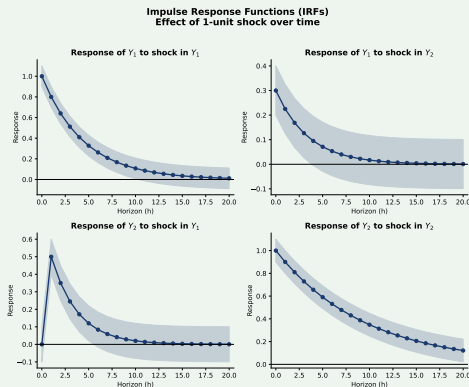 Impulse Response Functions (IRFs)
Effect of 1-unit shock over time
Response of Y₁ to shock in Y₁
Response of Y₁ to shock in Y₂
1.0
0.8
0.6
0.4
0.2
0.0
Response
0.0 2.5 5.0 7.5 10.0 12.5 15.0 17.5 20.0
Horizon (h)
0.4
0.3
0.2
0.1
0.0
−0.1
Response
0.0 2.5 5.0 7.5 10.0 12.5 15.0 17.5 20.0
Horizon (h)
Response of Y₂ to shock in Y₁
Response of Y₂ to shock in Y₂
0.6
0.5
0.4
0.3
0.2
0.1
0.0
−0.1
Response
0.0 2.5 5.0 7.5 10.0 12.5 15.0 17.5 20.0
Horizon (h)
1.0
0.8
0.6
0.4
0.2
0.0
Response
0.0 2.5 5.0 7.5 10.0 12.5 15.0 17.5 20.0
Horizon (h)